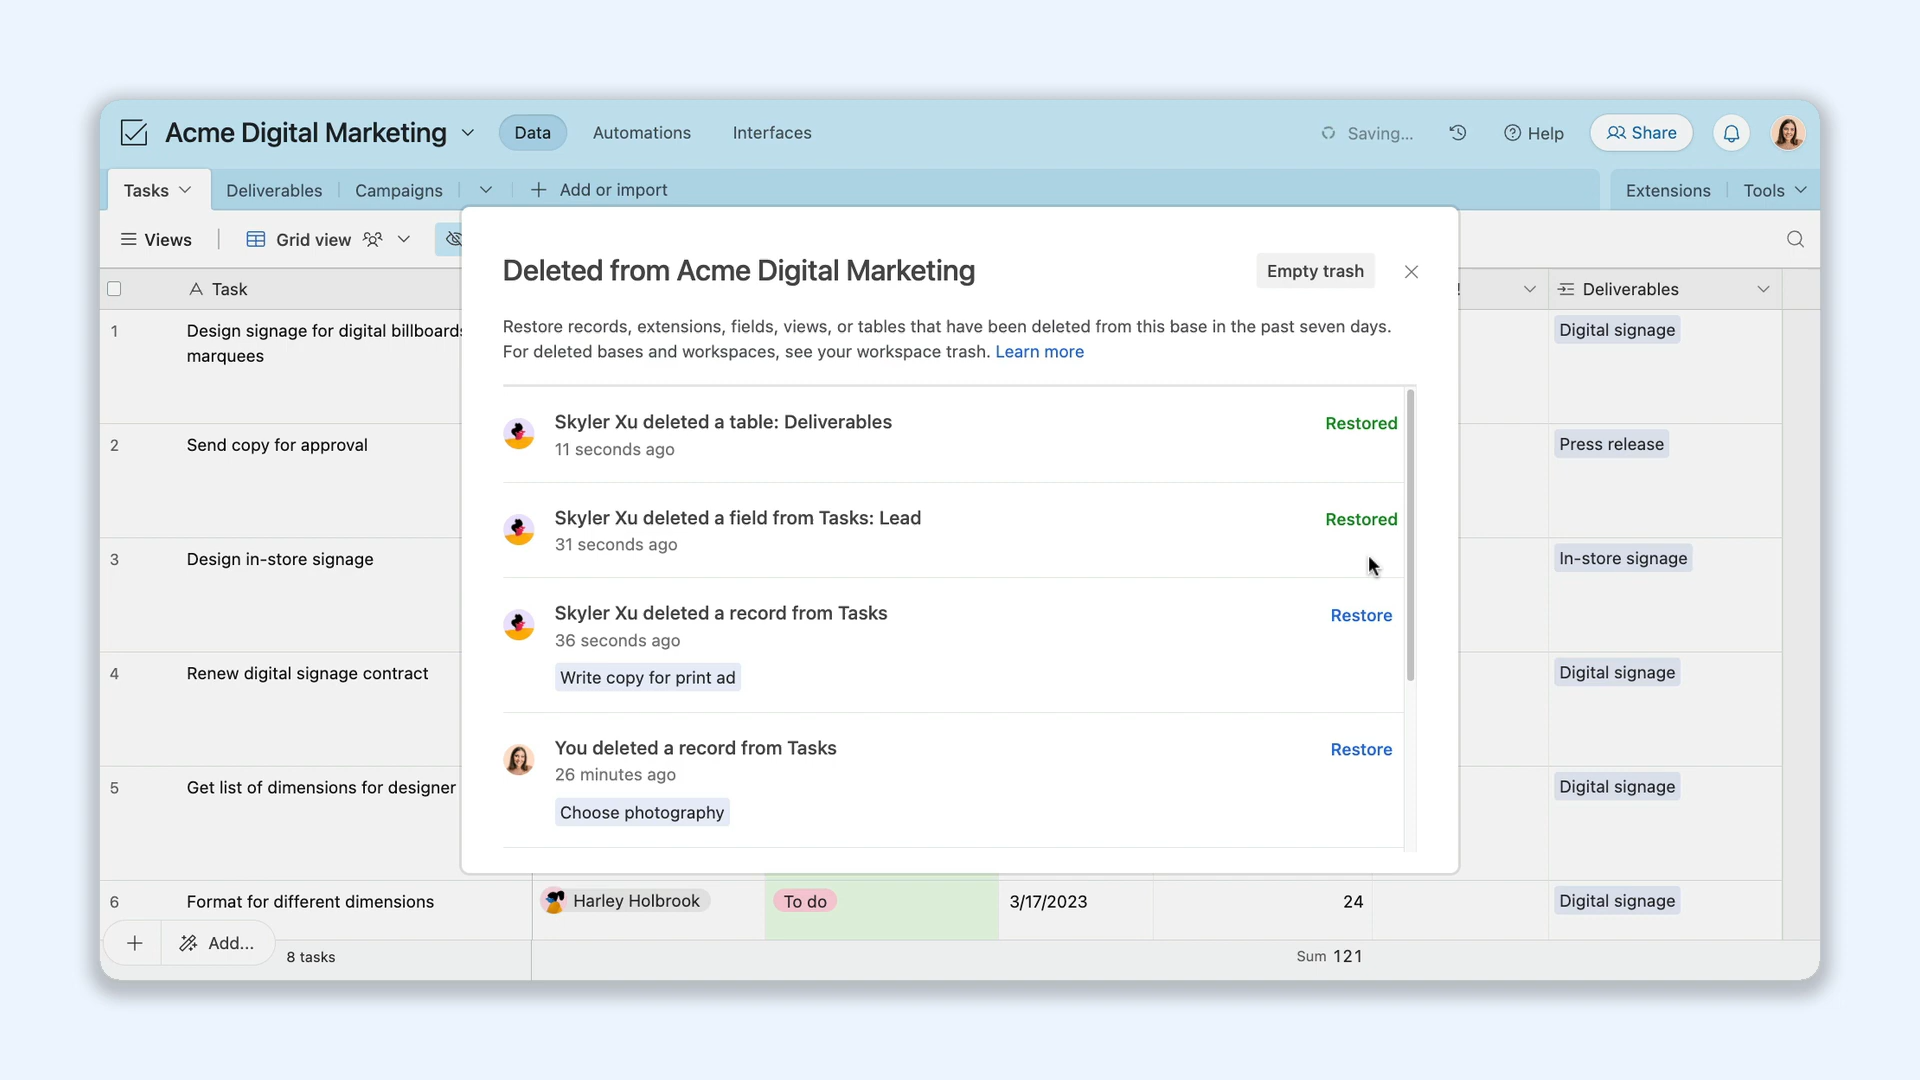 Acme Digital Marketing
Data
Automations
Interfaces
Saving...
Help
Share
Tasks
Deliverables
Campaigns
Add or import
Extensions
Tools
Views
Grid view
Task
Deliverables
1
Design signage for digital billboards
marquees
Digital signage
2
Send copy for approval
Press release
3
Design in-store signage
In-store signage
4
Renew digital signage contract
Digital signage
5
Get list of dimensions for designer
Digital signage
6
Format for different dimensions
Harley Holbrook
To do
3/17/2023
24
Digital signage
Add...
8 tasks
Sum 121
Deleted from Acme Digital Marketing
Empty trash
Restore records, extensions, fields, views, or tables that have been deleted from this base in the past seven days.
For deleted bases and workspaces, see your workspace trash. Learn more
Skyler Xu deleted a table: Deliverables
11 seconds ago
Restored
Skyler Xu deleted a field from Tasks: Lead
31 seconds ago
Restored
Skyler Xu deleted a record from Tasks
36 seconds ago
Write copy for print ad
Restore
You deleted a record from Tasks
26 minutes ago
Choose photography
Restore